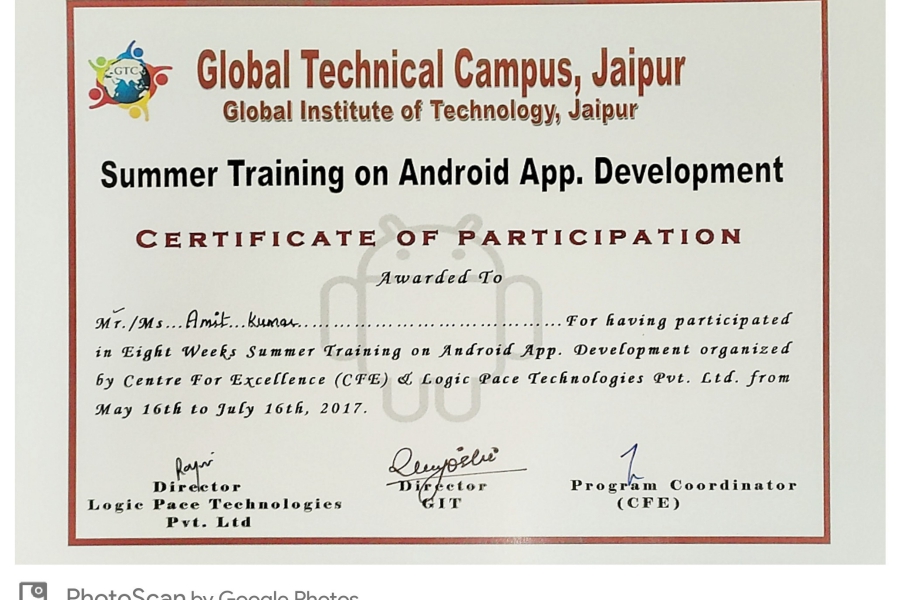 GTC
Global Technical Campus, Jaipur
Global Institute of Technology, Jaipur
Summer Training on Android App. Development
CERTIFICATE OF PARTICIPATION
Awarded To
Mr./Ms...Amit...Kumar.............................................For having participated
in Eight Weeks Summer Training on Android App. Development organized
by Centre For Excellence (CFE) & Logic Pace Technologies Pvt. Ltd. from
May 16th to July 16th, 2017.
Director
Logic Pace Technologies
Pvt. Ltd
Director
GIT
Program Coordinator
(CFE)
PhotoScan by Google Photos